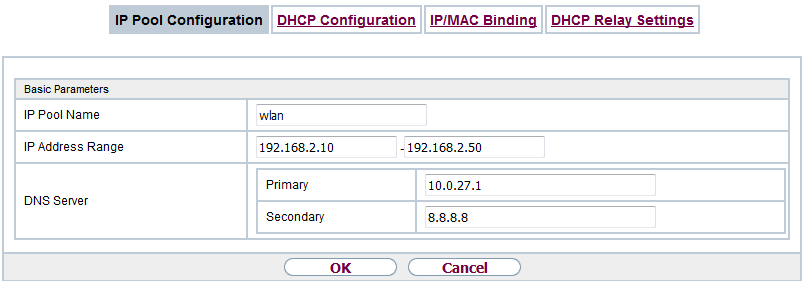 IP Pool Configuration DHCP Configuration IP/MAC Binding DHCP Relay Settings
Basic Parameters
IP Pool Name wlan
IP Address Range 192.168.2.10 - 192.168.2.50
DNS Server
Primary 10.0.27.1
Secondary 8.8.8.8
OK Cancel